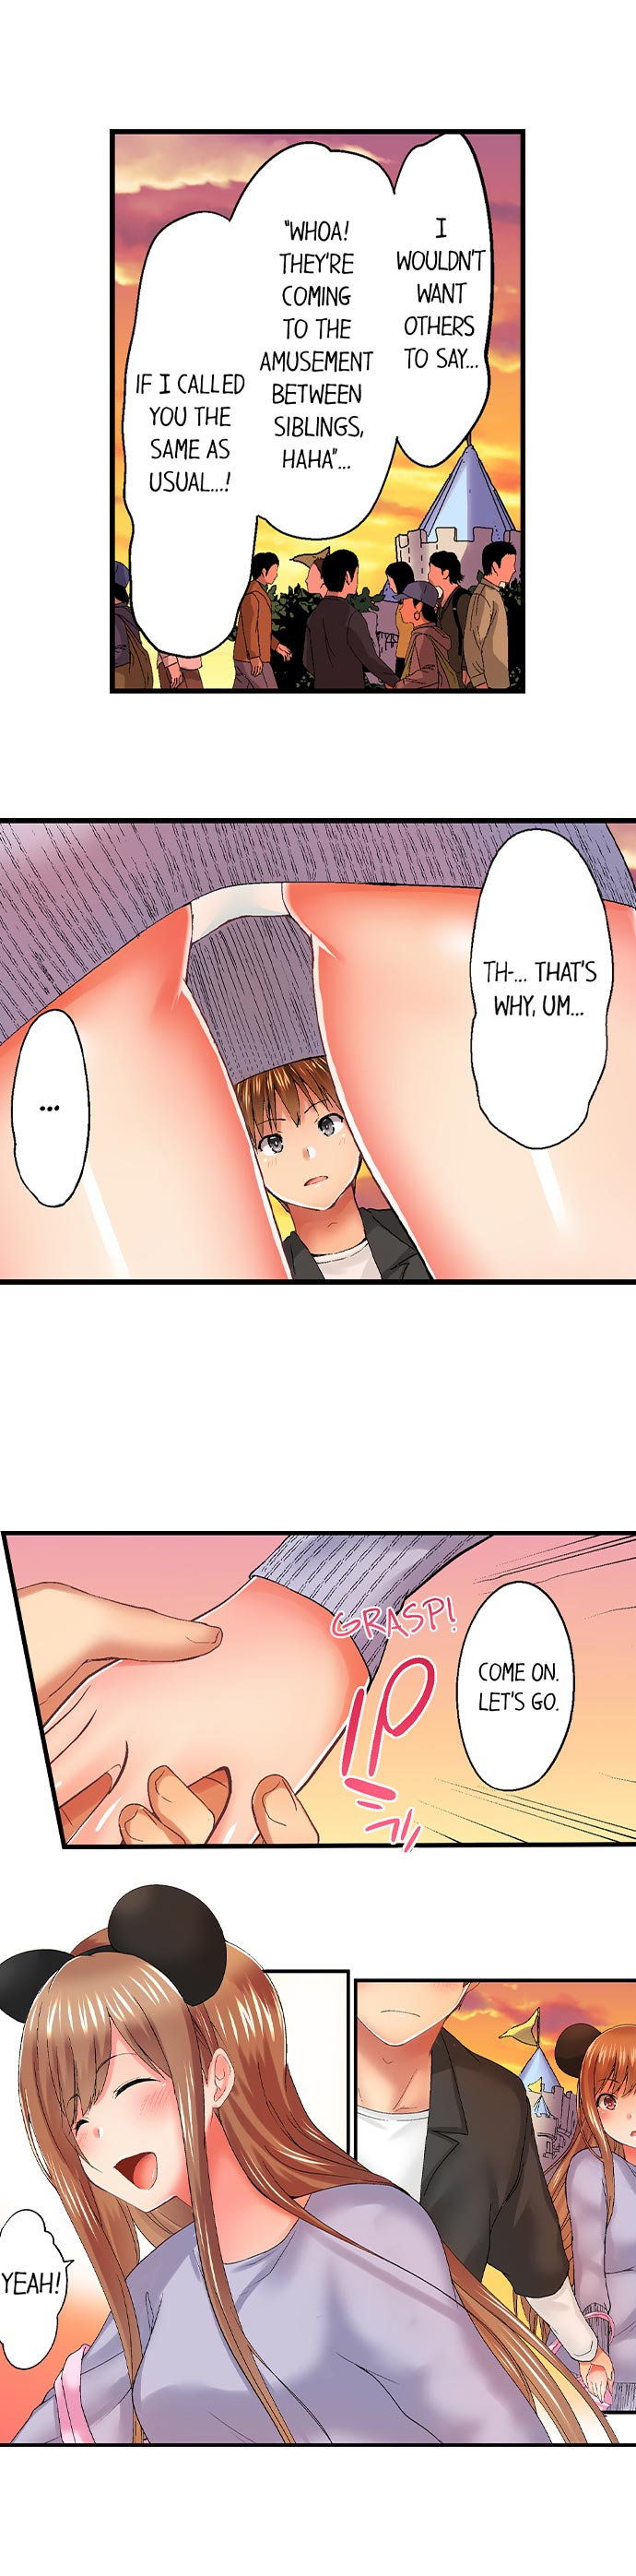 I
WOULDN'T
WANT
OTHERS
TO SAY...
"WHOA!
THEY'RE
COMING
TO THE
AMUSEMENT
BETWEEN
SIBLINGS,
HAHA"...
IF I CALLED
YOU THE
SAME AS
USUAL...!
TH-... THAT'S
WHY, UM...
...
GRASP!
COME ON.
LET'S GO.
YEAH!